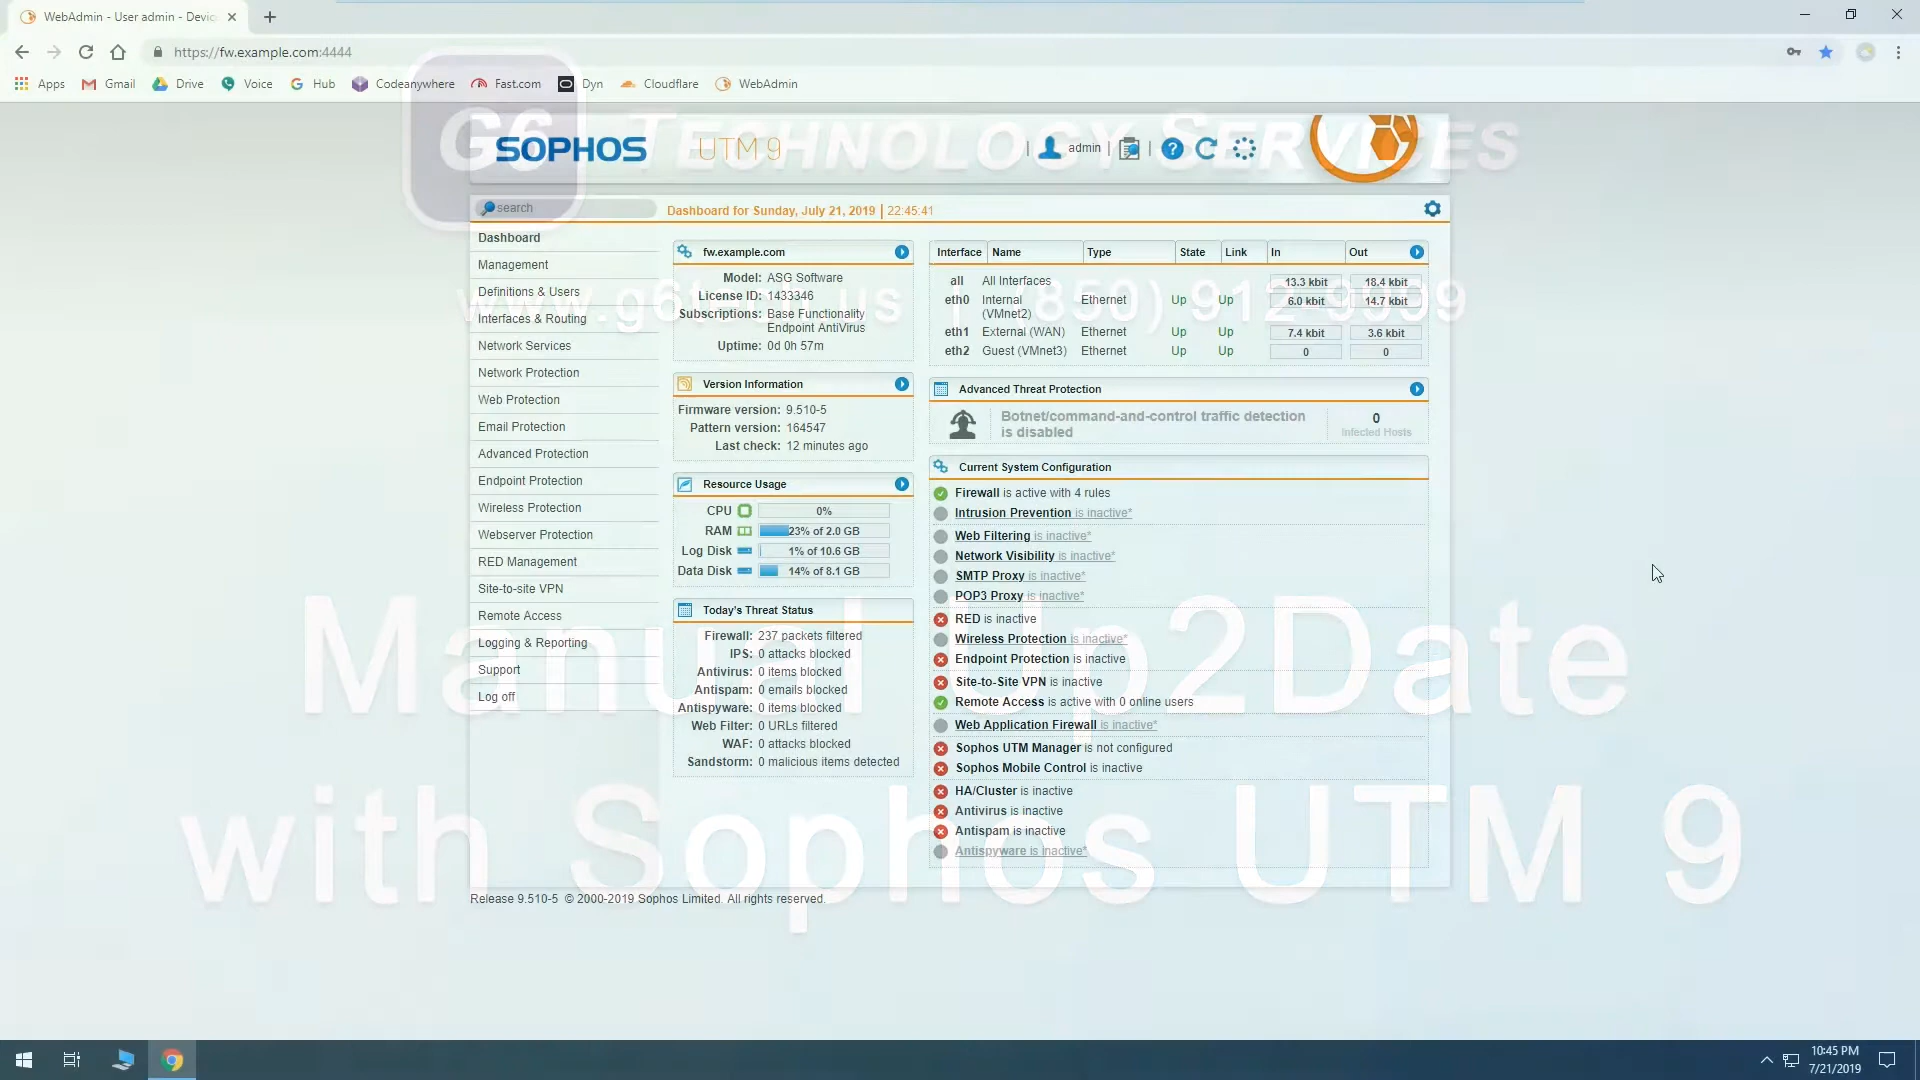 WebAdmin - User admin - Devic
https://fw.example.com:4444
Apps Gmail Drive Voice Hub Codeanywhere Fast.com Dyn Cloudflare WebAdmin
G6 Technology Services
SOPHOS UTM 9
admin
www.g6tech.us | (850) 912-9999
search
Dashboard for Sunday, July 21, 2019 | 22:45:41
Dashboard
Management
Definitions & Users
Interfaces & Routing
Network Services
Network Protection
Web Protection
Email Protection
Advanced Protection
Endpoint Protection
Wireless Protection
Webserver Protection
RED Management
Site-to-site VPN
Remote Access
Logging & Reporting
Support
Log off
fw.example.com
Model: ASG Software
License ID: 1433346
Subscriptions: Base Functionality
Endpoint AntiVirus
Uptime: 0d 0h 57m
Version Information
Firmware version: 9.510-5
Pattern version: 164547
Last check: 12 minutes ago
Resource Usage
CPU 0%
RAM 23% of 2.0 GB
Log Disk 1% of 10.6 GB
Data Disk 14% of 8.1 GB
Today's Threat Status
Firewall: 237 packets filtered
IPS: 0 attacks blocked
Antivirus: 0 items blocked
Antispam: 0 emails blocked
Antispyware: 0 items blocked
Web Filter: 0 URLs filtered
WAF: 0 attacks blocked
Sandstorm: 0 malicious items detected
Interface Name Type State Link In Out
all All Interfaces 13.3 kbit 18.4 kbit
eth0 Internal (VMnet2) Ethernet Up Up 6.0 kbit 14.7 kbit
eth1 External (WAN) Ethernet Up Up 7.4 kbit 3.6 kbit
eth2 Guest (VMnet3) Ethernet Up Up 0 0
Advanced Threat Protection
Botnet/command-and-control traffic detection
is disabled
0
Infected Hosts
Current System Configuration
Firewall is active with 4 rules
Intrusion Prevention is inactive*
Web Filtering is inactive*
Network Visibility is inactive*
SMTP Proxy is inactive*
POP3 Proxy is inactive*
RED is inactive
Wireless Protection is inactive*
Endpoint Protection is inactive
Site-to-Site VPN is inactive
Remote Access is active with 0 online users
Web Application Firewall is inactive*
Sophos UTM Manager is not configured
Sophos Mobile Control is inactive
HA/Cluster is inactive
Antivirus is inactive
Antispam is inactive
Antispyware is inactive*
Manual Up2Date
with Sophos UTM 9
Release 9.510-5 © 2000-2019 Sophos Limited. All rights reserved.
10:45 PM
7/21/2019